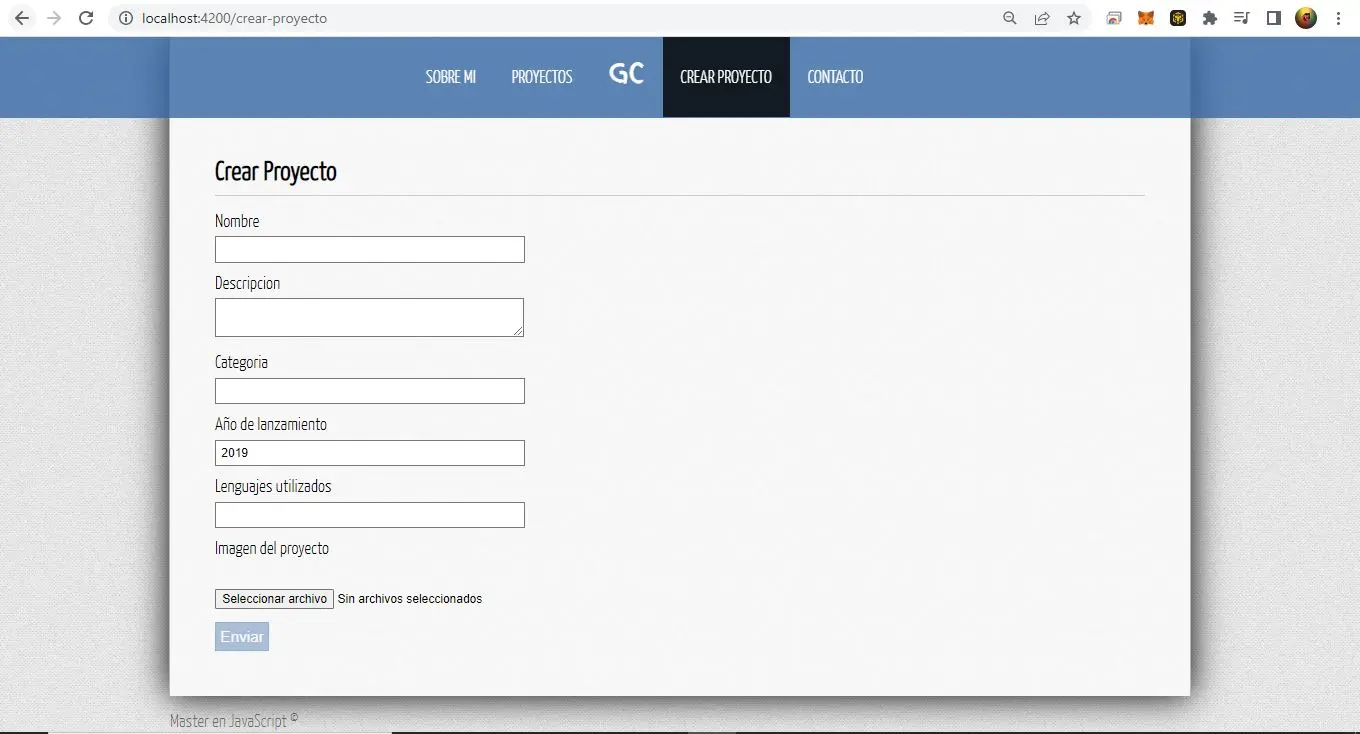 localhost:4200/crear-proyecto
SOBRE MI PROYECTOS GC CREAR PROYECTO CONTACTO
Crear Proyecto
Nombre
Descripcion
Categoria
Año de lanzamiento
2019
Lenguajes utilizados
Imagen del proyecto
Seleccionar archivo Sin archivos seleccionados
Enviar
Master en JavaScript ©